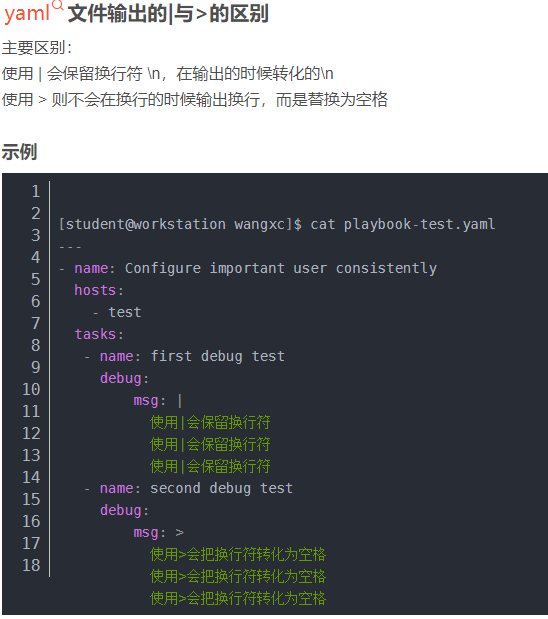 yaml 文件输出的|与>的区别
主要区别：
使用 | 会保留换行符 \n，在输出的时候转化的\n
使用 > 则不会在换行的时候输出换行，而是替换为空格
示例
1
2 [student@workstation wangxc]$ cat playbook-test.yaml
3 ---
4 - name: Configure important user consistently
5   hosts:
6     - test
7   tasks:
8    - name: first debug test
9      debug:
10          msg: |
11            使用|会保留换行符
12            使用|会保留换行符
13            使用|会保留换行符
14    - name: second debug test
15      debug:
16          msg: >
17            使用>会把换行符转化为空格
18            使用>会把换行符转化为空格
使用>会把换行符转化为空格